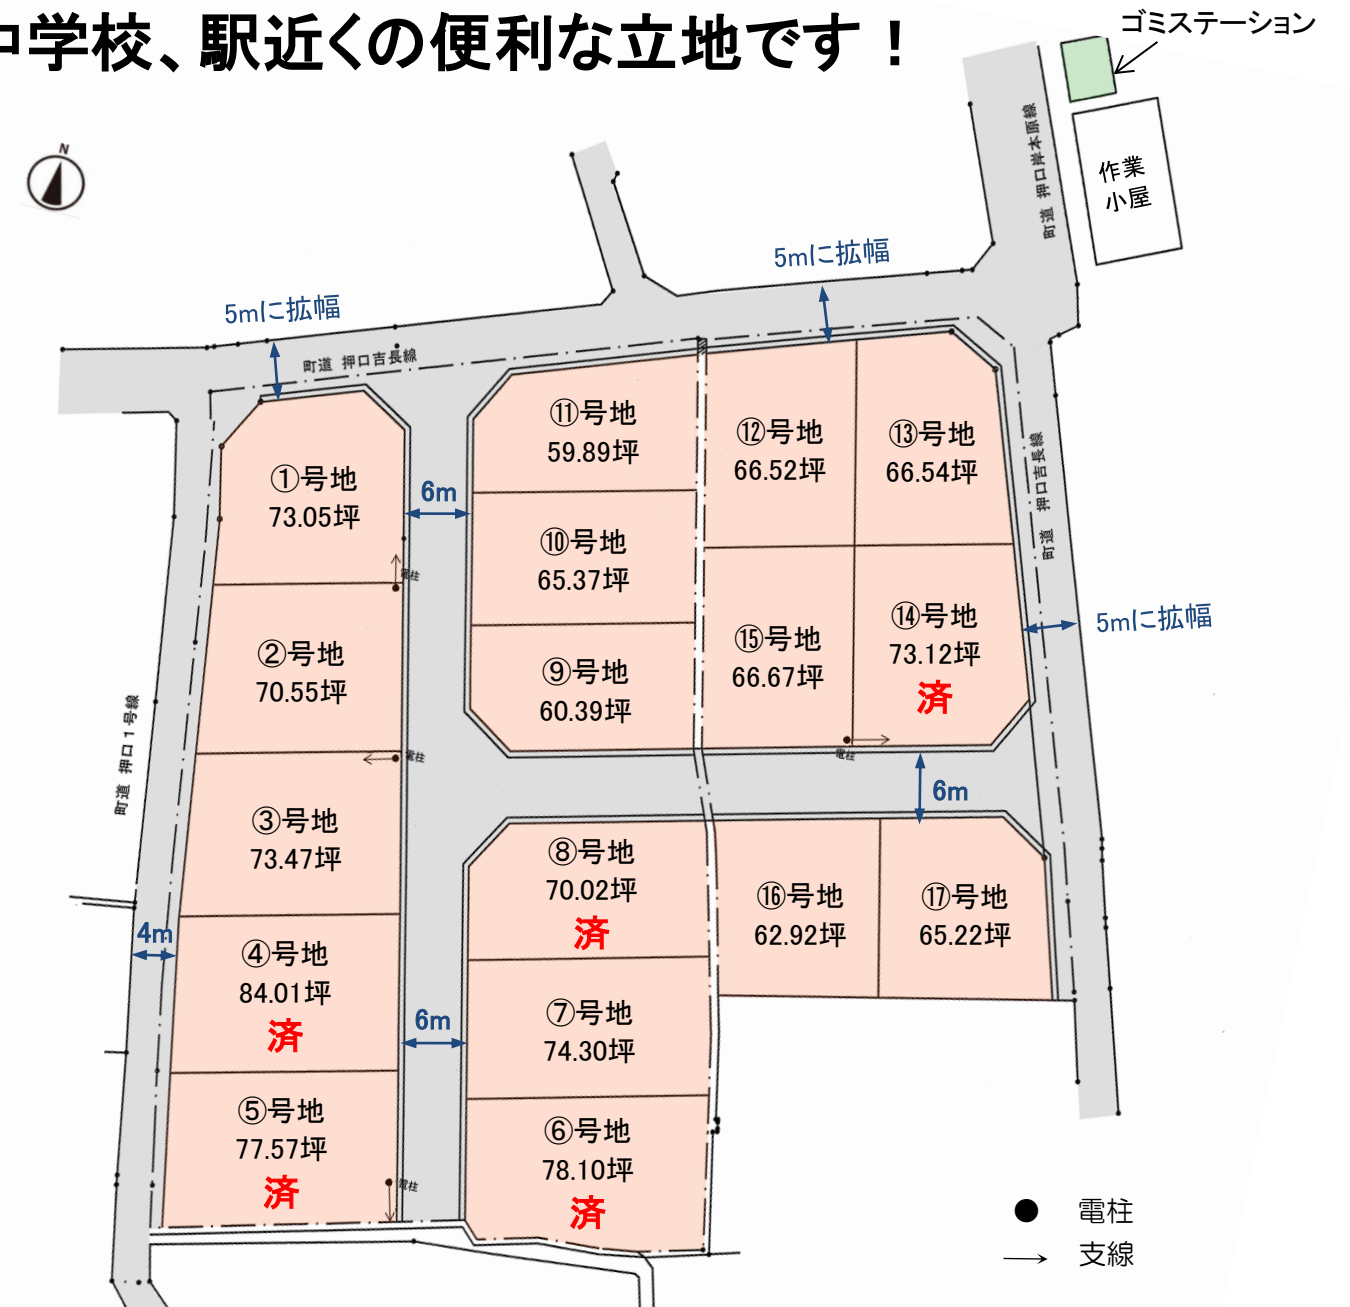 中学校、駅近くの便利な立地です！
ゴミステーション
N
作業
小屋
町道 押口岸本原線
5mに拡幅
5mに拡幅
町道 押口吉長線
①号地
73.05坪
6m
⑪号地
59.89坪
⑫号地
66.52坪
⑬号地
66.54坪
町道 押口吉長線
⑩号地
65.37坪
電柱
②号地
70.55坪
⑨号地
60.39坪
⑮号地
66.67坪
⑭号地
73.12坪
済
5mに拡幅
電柱
電柱
町道 押口1号線
6m
③号地
73.47坪
⑧号地
70.02坪
済
⑯号地
62.92坪
⑰号地
65.22坪
4m
④号地
84.01坪
済
6m
⑦号地
74.30坪
⑤号地
77.57坪
済
電柱
⑥号地
78.10坪
済
電柱
支線